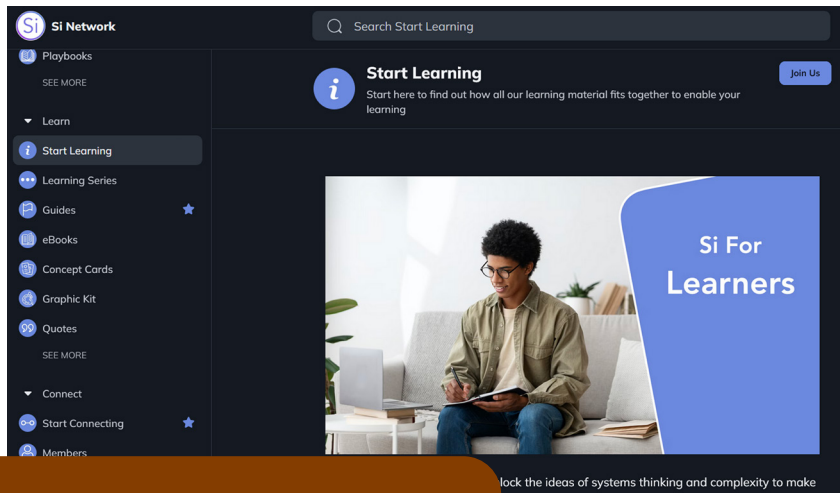 Si
Si Network
Search Start Learning
Playbooks
SEE MORE
Learn
Start Learning
Learning Series
Guides
eBooks
Concept Cards
Graphic Kit
Quotes
SEE MORE
Connect
Start Connecting
Members
i
Start Learning
Start here to find out how all our learning material fits together to enable your
learning
Join Us
Si For
Learners
the ideas of systems thinking and complexity to make